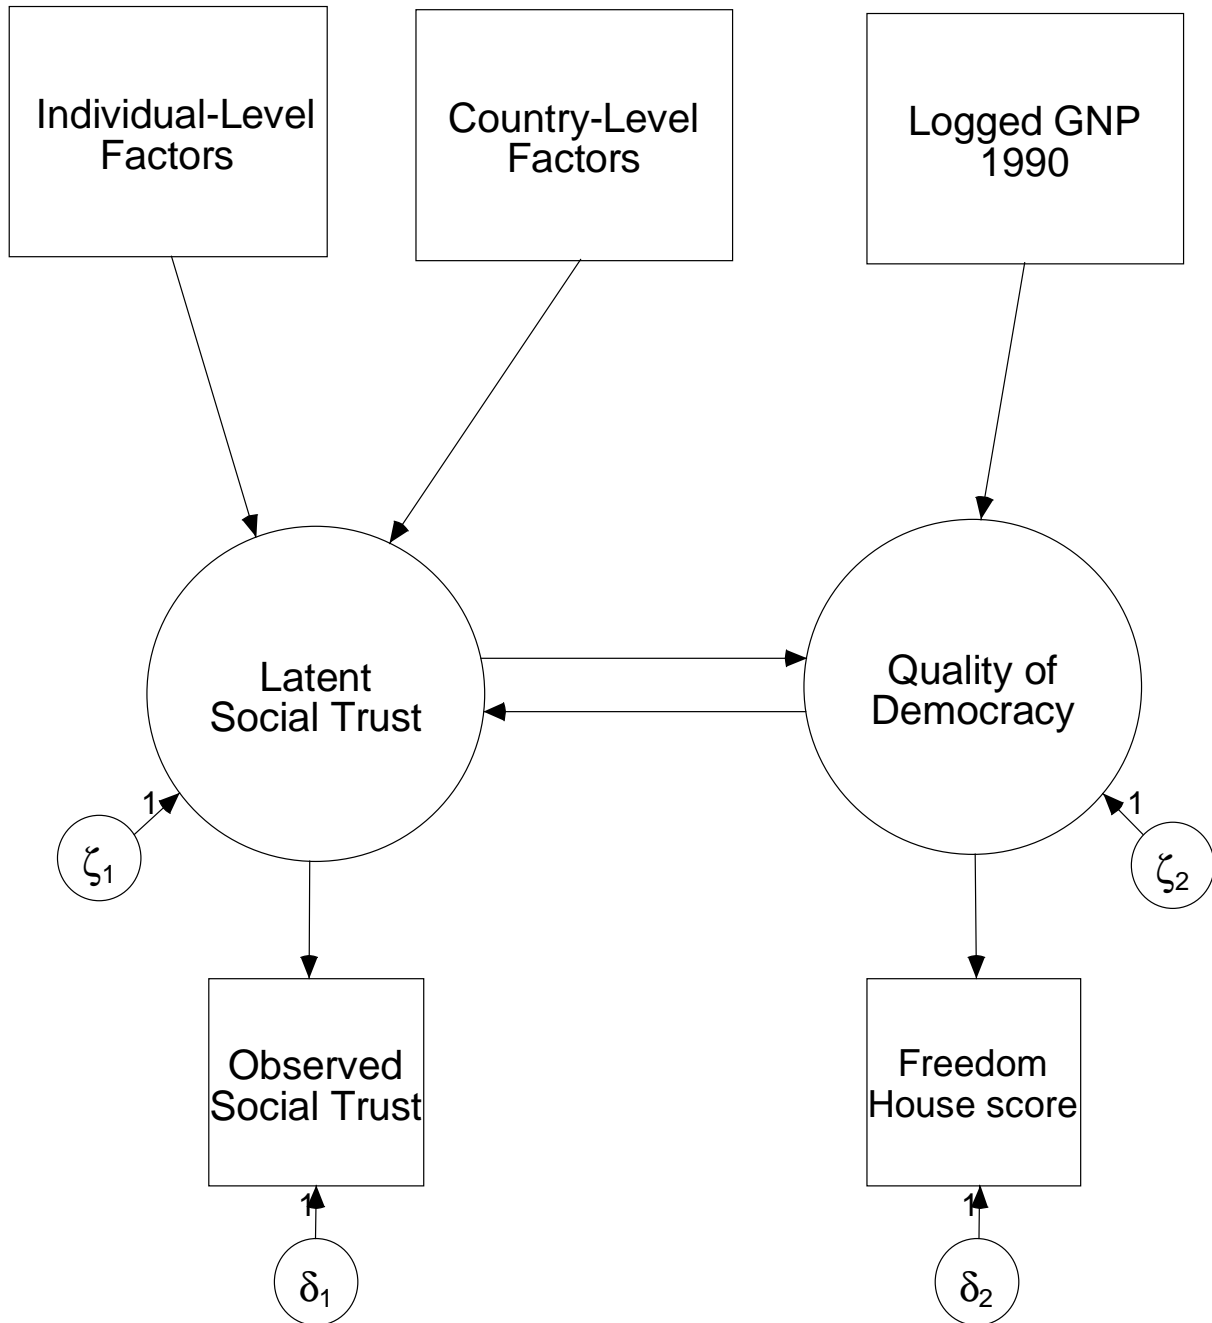 Individual-Level
Factors
Country-Level
Factors
Logged GNP
1990
Latent
Social Trust
Quality of
Democracy
1
ζ1
1
ζ2
Observed
Social Trust
Freedom
House score
1
δ1
1
δ2